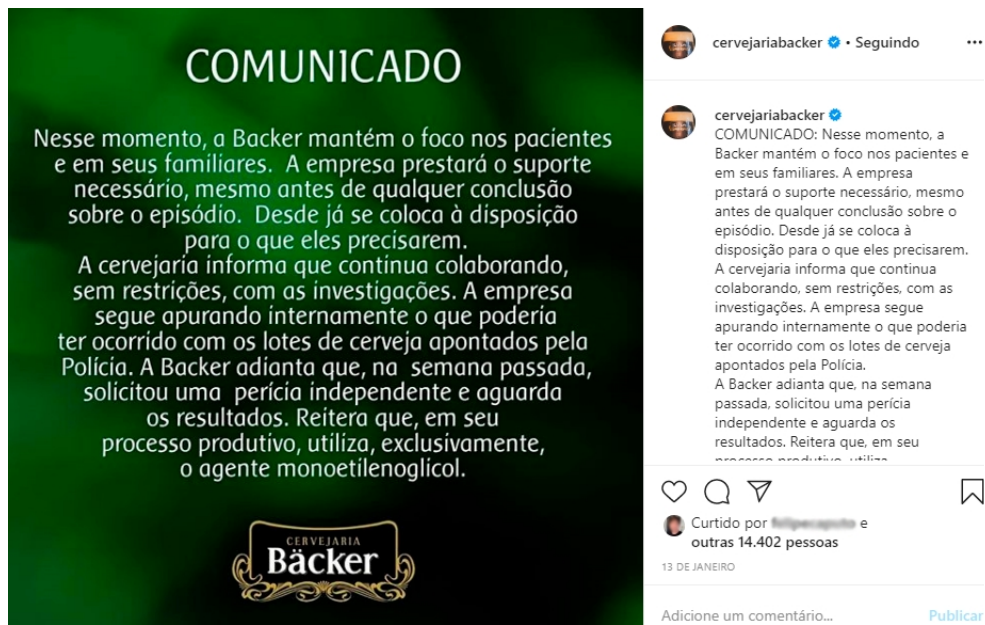 COMUNICADO
Nesse momento, a Backer mantém o foco nos pacientes
e em seus familiares. A empresa prestará o suporte
necessário, mesmo antes de qualquer conclusão
sobre o episódio. Desde já se coloca à disposição
para o que eles precisarem.
A cervejaria informa que continua colaborando,
sem restrições, com as investigações. A empresa
segue apurando internamente o que poderia
ter ocorrido com os lotes de cerveja apontados pela
Polícia. A Backer adianta que, na semana passada,
solicitou uma perícia independente e aguarda
os resultados. Reitera que, em seu
processo produtivo, utiliza, exclusivamente,
o agente monoetilenoglicol.
CERVEJARIA
Bäcker
cervejariabacker • Seguindo
cervejariabacker
COMUNICADO: Nesse momento, a
Backer mantém o foco nos pacientes e
em seus familiares. A empresa
prestará o suporte necessário, mesmo
antes de qualquer conclusão sobre o
episódio. Desde já se coloca à
disposição para o que eles precisarem.
A cervejaria informa que continua
colaborando, sem restrições, com as
investigações. A empresa segue
apurando internamente o que poderia
ter ocorrido com os lotes de cerveja
apontados pela Polícia.
A Backer adianta que, na semana
passada, solicitou uma perícia
independente e aguarda os
resultados. Reitera que, em seu
processo produtivo, utiliza,
Curtido por e
outras 14.402 pessoas
13 DE JANEIRO
Adicione um comentário...
Publicar